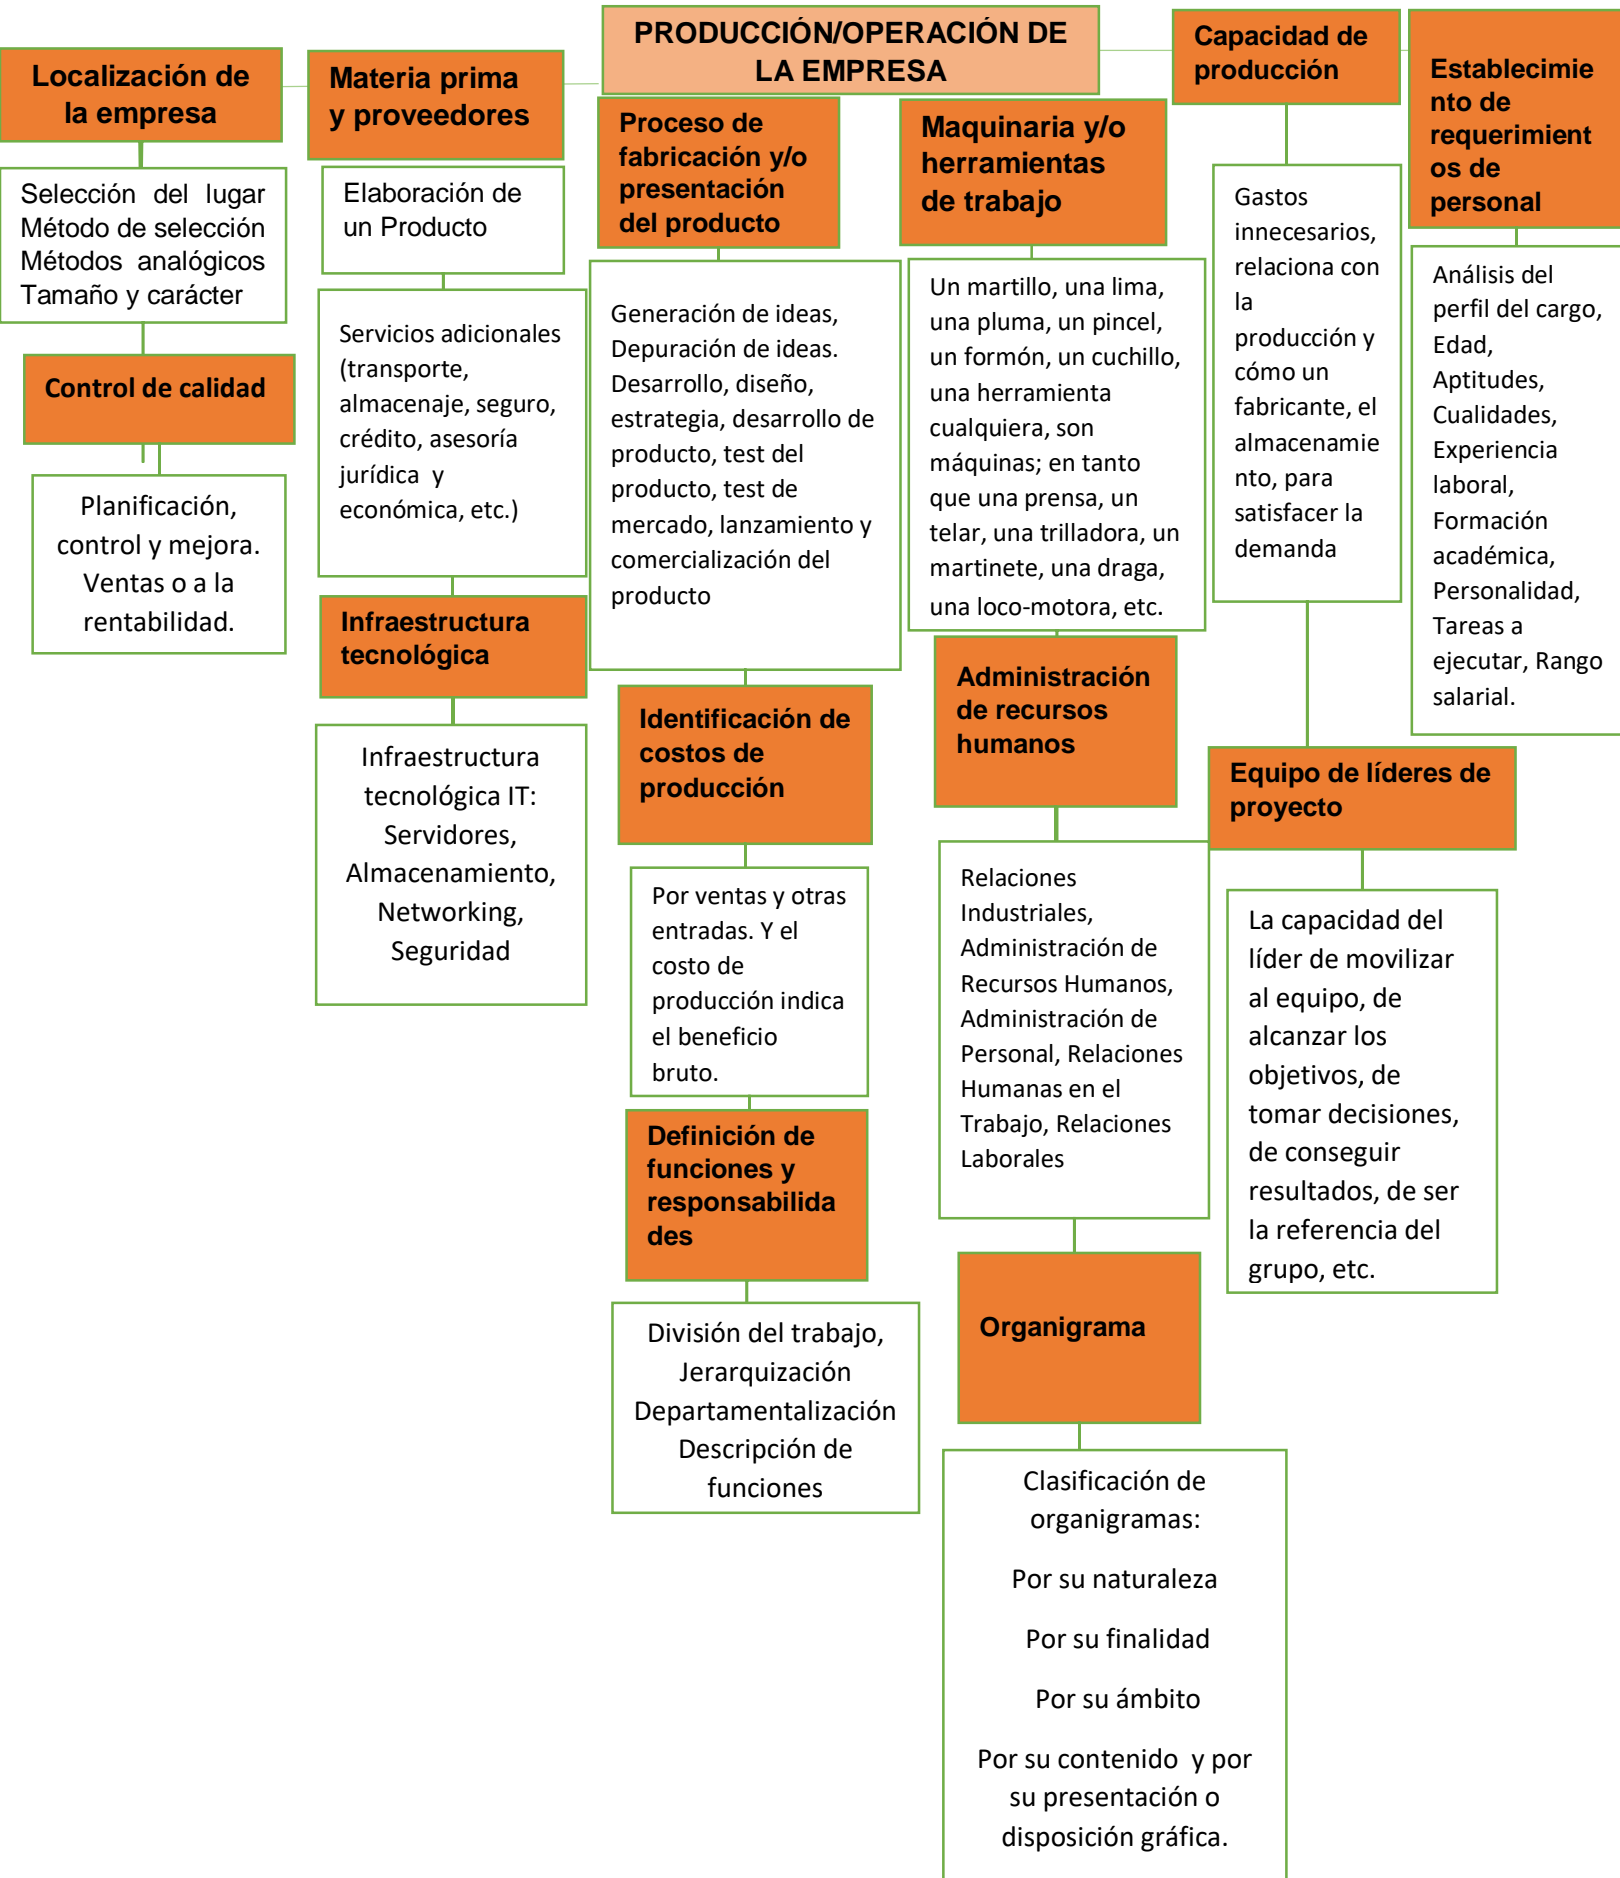 PRODUCCIÓN/OPERACIÓN DE
LA EMPRESA
Localización de
la empresa
Selección del lugar
Método de selección
Métodos analógicos
Tamaño y carácter
Control de calidad
Planificación,
control y mejora.
Ventas o a la
rentabilidad.
Materia prima
y proveedores
Elaboración de
un Producto
Servicios adicionales
(transporte,
almacenaje, seguro,
crédito, asesoría
jurídica y
económica, etc.)
Infraestructura
tecnológica
Infraestructura
tecnológica IT:
Servidores,
Almacenamiento,
Networking,
Seguridad
Proceso de
fabricación y/o
presentación
del producto
Generación de ideas,
Depuración de ideas.
Desarrollo, diseño,
estrategia, desarrollo de
producto, test del
producto, test de
mercado, lanzamiento y
comercialización del
producto
Identificación de
costos de
producción
Por ventas y otras
entradas. Y el
costo de
producción indica
el beneficio
bruto.
Definición de
funciones y
responsabilida
des
División del trabajo,
Jerarquización
Departamentalización
Descripción de
funciones
Maquinaria y/o
herramientas
de trabajo
Un martillo, una lima,
una pluma, un pincel,
un formón, un cuchillo,
una herramienta
cualquiera, son
máquinas; en tanto
que una prensa, un
telar, una trilladora, un
martinete, una draga,
una loco-motora, etc.
Administración
de recursos
humanos
Relaciones
Industriales,
Administración de
Recursos Humanos,
Administración de
Personal, Relaciones
Humanas en el
Trabajo, Relaciones
Laborales
Organigrama
Clasificación de
organigramas:
Por su naturaleza
Por su finalidad
Por su ámbito
Por su contenido y por
su presentación o
disposición gráfica.
Capacidad de
producción
Gastos
innecesarios,
relaciona con
la
producción y
cómo un
fabricante, el
almacenamie
nto, para
satisfacer la
demanda
Equipo de líderes de
proyecto
La capacidad del
líder de movilizar
al equipo, de
alcanzar los
objetivos, de
tomar decisiones,
de conseguir
resultados, de ser
la referencia del
grupo, etc.
Establecimie
nto de
requerimient
os de
personal
Análisis del
perfil del cargo,
Edad,
Aptitudes,
Cualidades,
Experiencia
laboral,
Formación
académica,
Personalidad,
Tareas a
ejecutar, Rango
salarial.